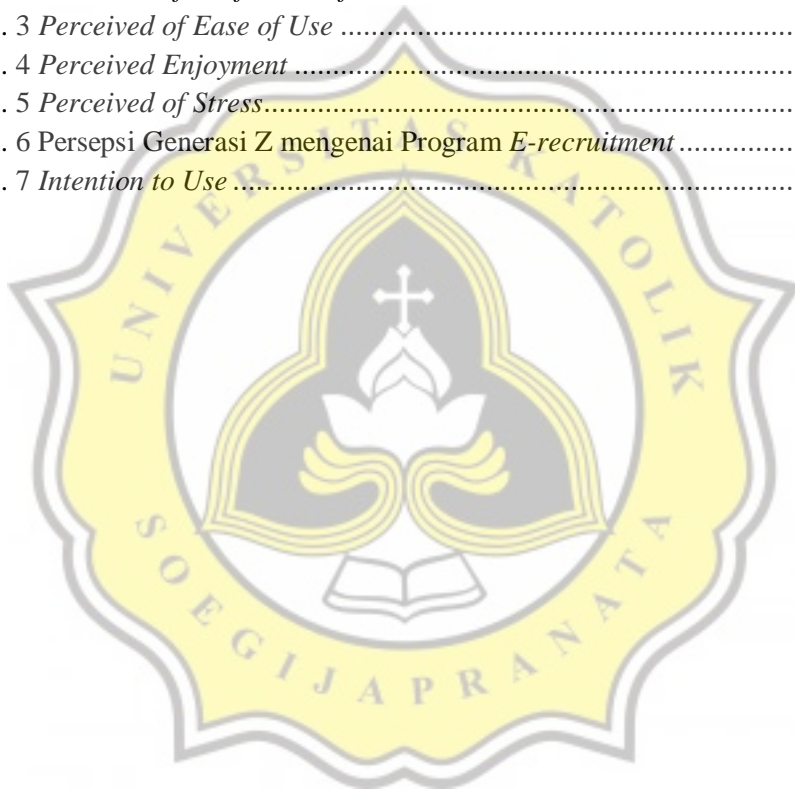 . 3 Perceived of Ease of Use ........................................................................
. 4 Perceived Enjoyment ................................................................................
. 5 Perceived of Stress.....................................................................................
. 6 Persepsi Generasi Z mengenai Program E-recruitment ................
. 7 Intention to Use ..........................................................................................
UNIVERSITAS KATOLIK
SOEGIJAPRANATA